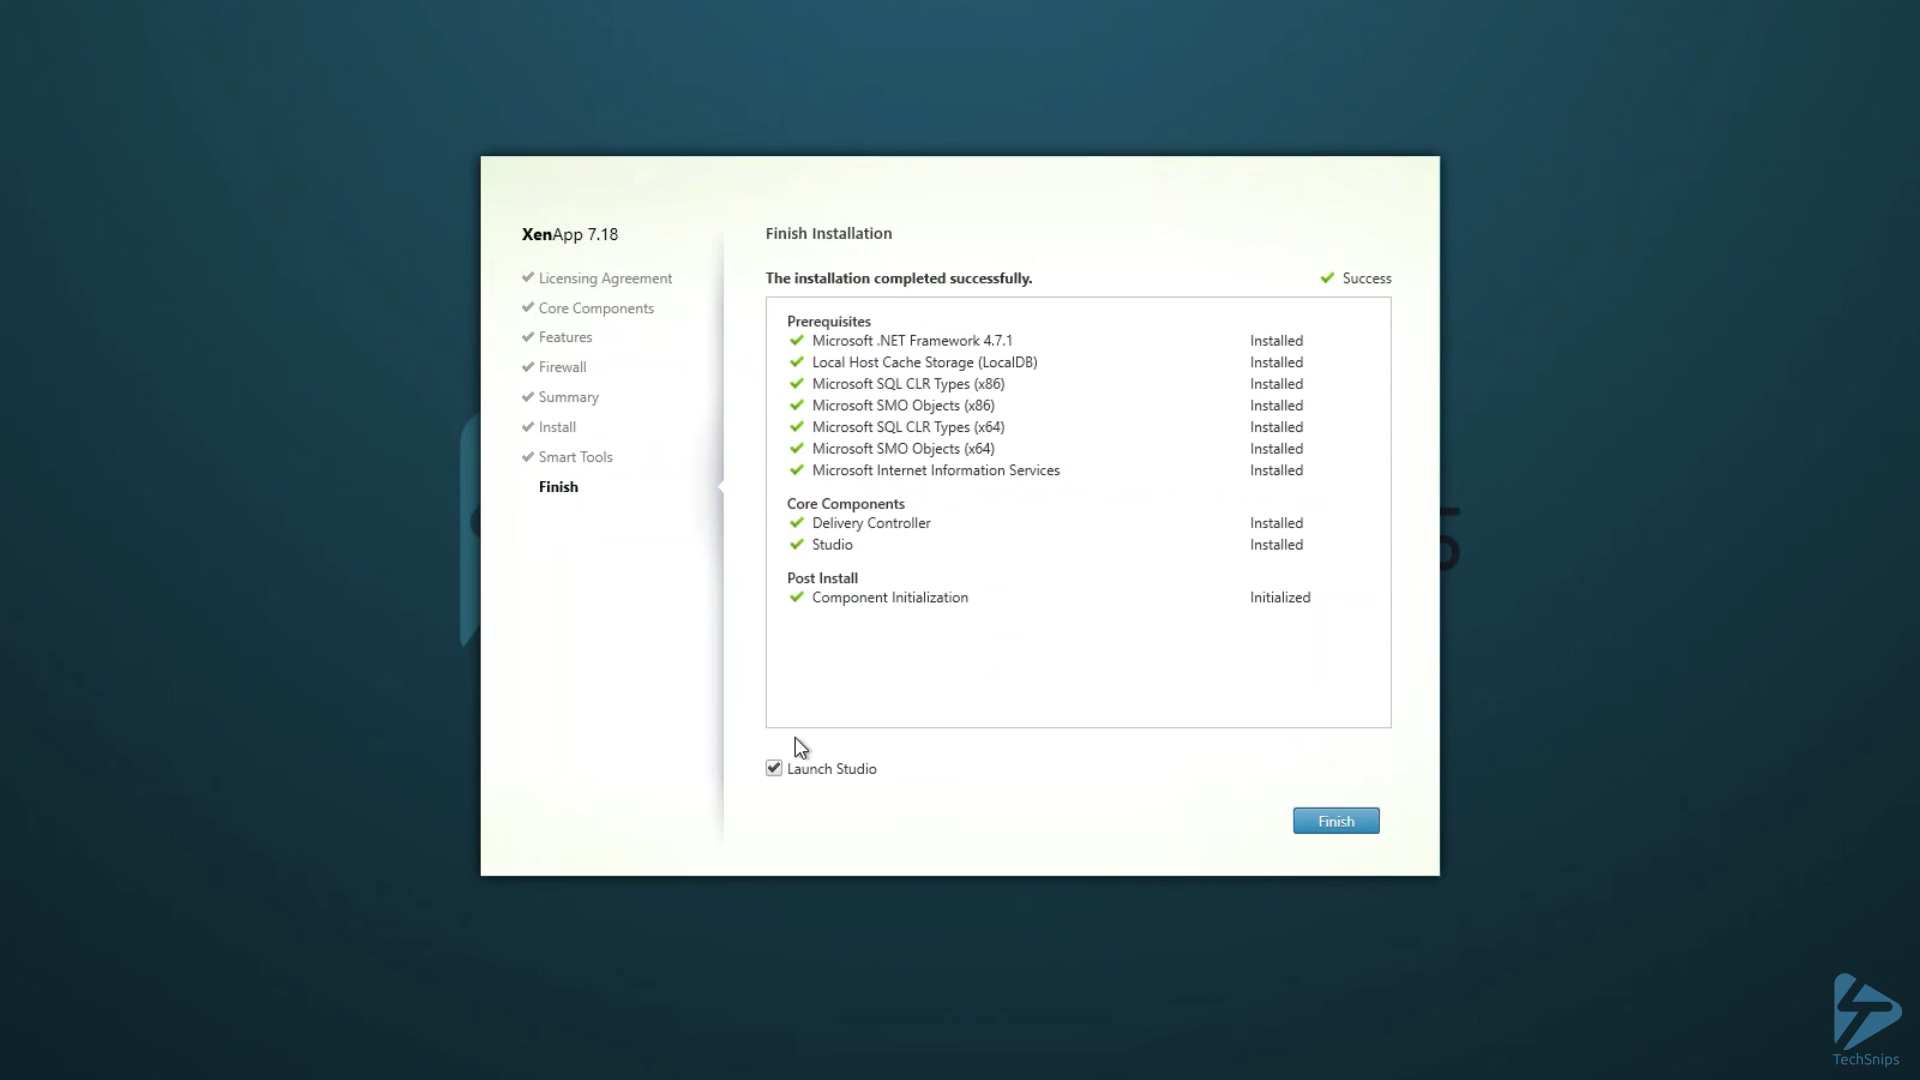 XenApp 7.18
Licensing Agreement
Core Components
Features
Firewall
Summary
Install
Smart Tools
Finish
Finish Installation
The installation completed successfully. Success
Prerequisites
Microsoft .NET Framework 4.7.1 Installed
Local Host Cache Storage (LocalDB) Installed
Microsoft SQL CLR Types (x86) Installed
Microsoft SMO Objects (x86) Installed
Microsoft SQL CLR Types (x64) Installed
Microsoft SMO Objects (x64) Installed
Microsoft Internet Information Services Installed
Core Components
Delivery Controller Installed
Studio Installed
Post Install
Component Initialization Initialized
Launch Studio
Finish
TechSnips